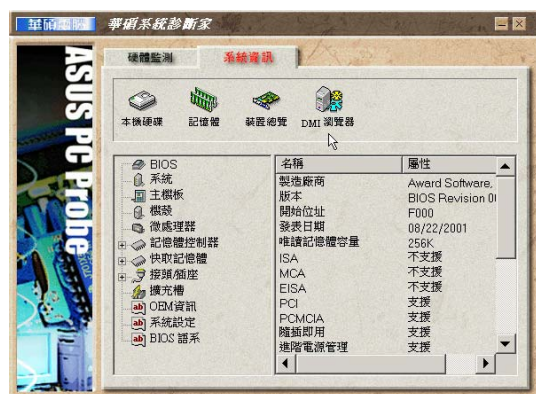 華碩系統診斷家
ASUS PC Probe
硬體監測
系統資訊
本機硬碟
記憶體
裝置總覽
DMI 瀏覽器
BIOS
系統
主機板
機殼
微處理器
記憶體控制器
快取記憶體
接頭/插座
擴充槽
OEM資訊
系統設定
BIOS 語系
名稱 屬性
製造廠商 Award Software,
版本 BIOS Revision
開始位址 F000
發表日期 08/22/2001
唯讀記憶體容量 256K
ISA 不支援
MCA 不支援
EISA 不支援
PCI 支援
PCMCIA 支援
隨插即用 支援
進階電源管理 支援